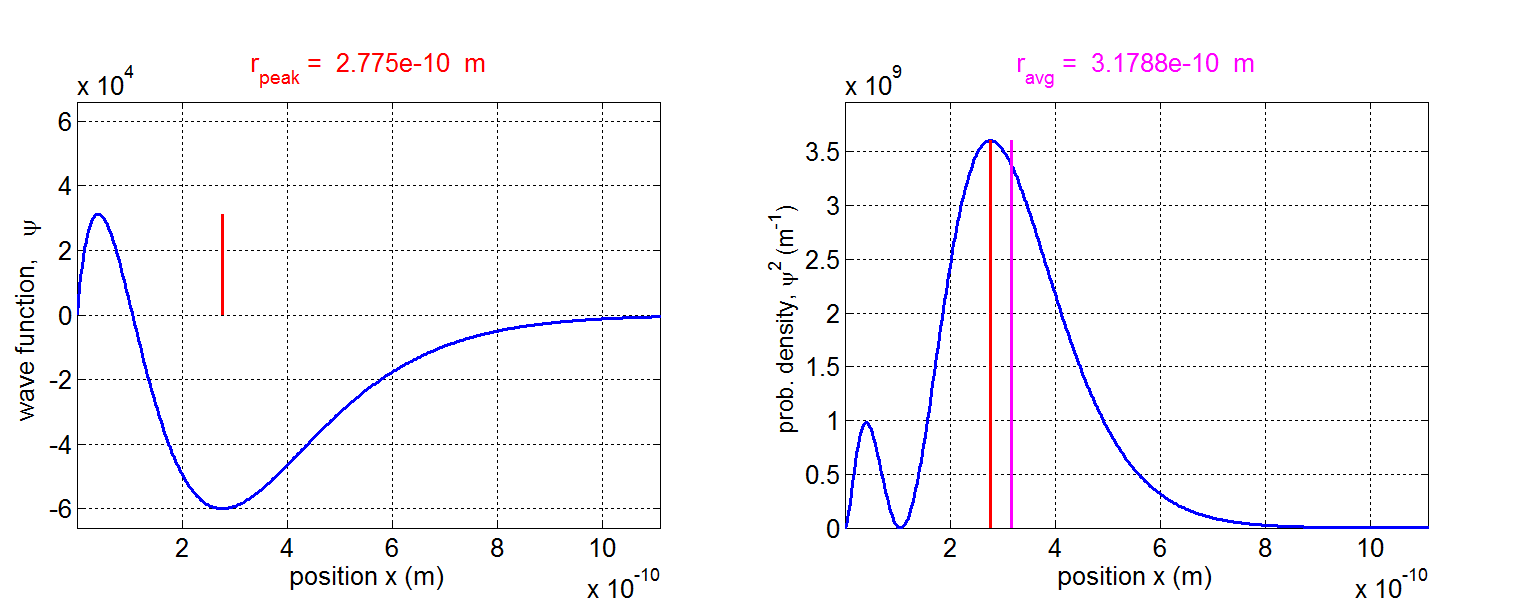 r_peak = 2.775e-10 m
x 10^4
6
4
2
0
-2
-4
-6
wave function, ψ
2 4 6 8 10
position x (m)
x 10^-10
r_avg = 3.1788e-10 m
x 10^9
3.5
3
2.5
2
1.5
1
0.5
0
prob. density, ψ^2 (m^-1)
2 4 6 8 10
position x (m)
x 10^-10